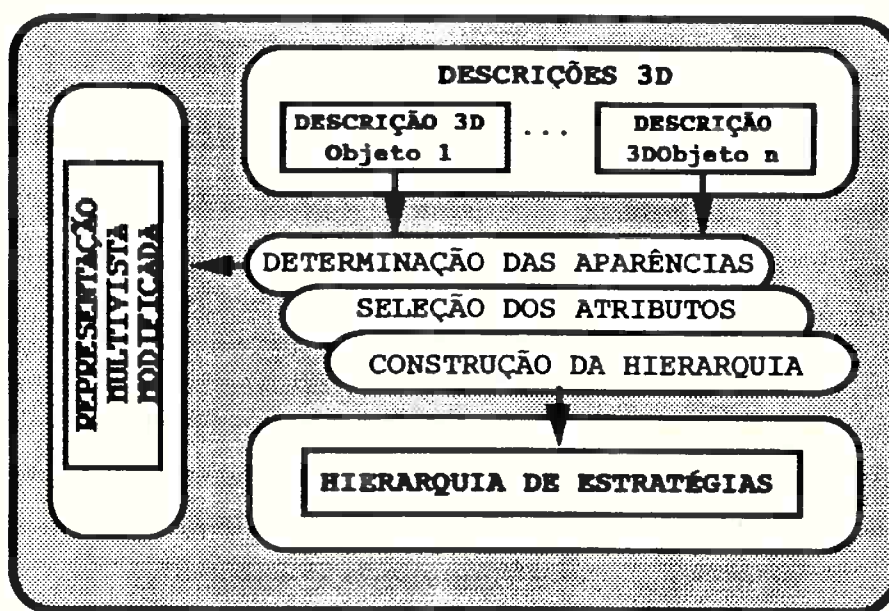 DESCRIÇÕES 3D
DESCRIÇÃO 3D
Objeto 1
...
DESCRIÇÃO
3DObjeto n
REPRESENTAÇÃO
MULTIVISTA
MODIFICADA
DETERMINAÇÃO DAS APARÊNCIAS
SELEÇÃO DOS ATRIBUTOS
CONSTRUÇÃO DA HIERARQUIA
HIERARQUIA DE ESTRATÉGIAS